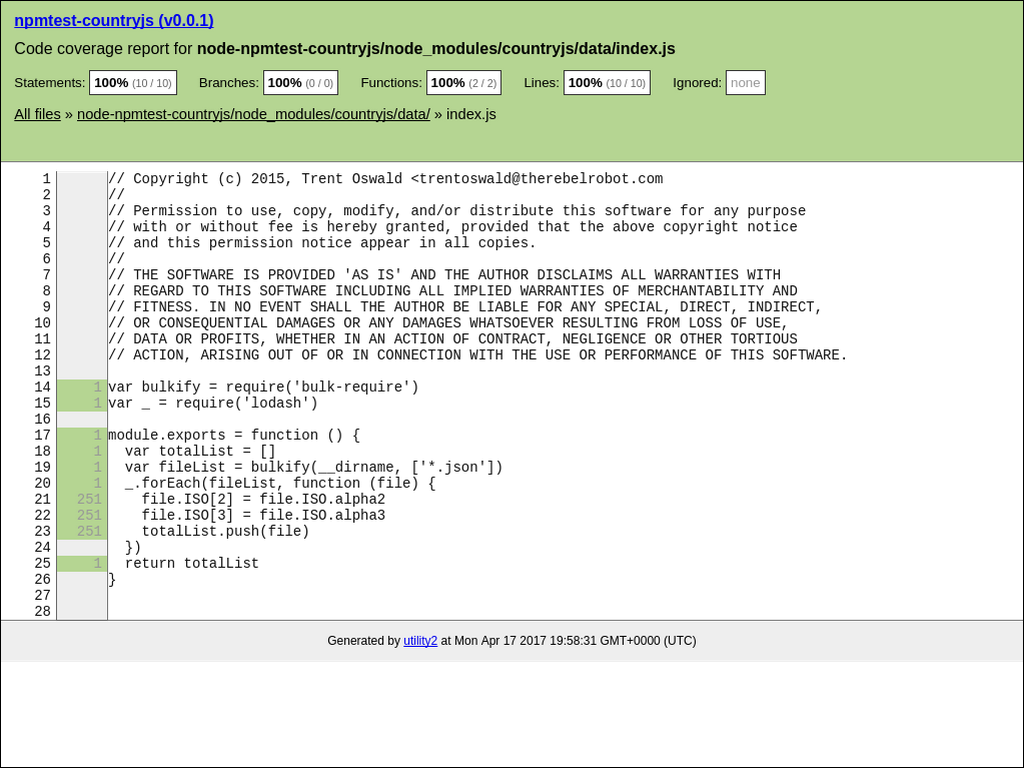 npmtest-countryjs (v0.0.1)
Code coverage report for node-npmtest-countryjs/node_modules/countryjs/data/index.js
Statements: 100% (10 / 10) Branches: 100% (0 / 0) Functions: 100% (2 / 2) Lines: 100% (10 / 10) Ignored: none
All files » node-npmtest-countryjs/node_modules/countryjs/data/ » index.js
1 // Copyright (c) 2015, Trent Oswald <trentoswald@therebelrobot.com
2 //
3 // Permission to use, copy, modify, and/or distribute this software for any purpose
4 // with or without fee is hereby granted, provided that the above copyright notice
5 // and this permission notice appear in all copies.
6 //
7 // THE SOFTWARE IS PROVIDED 'AS IS' AND THE AUTHOR DISCLAIMS ALL WARRANTIES WITH
8 // REGARD TO THIS SOFTWARE INCLUDING ALL IMPLIED WARRANTIES OF MERCHANTABILITY AND
9 // FITNESS. IN NO EVENT SHALL THE AUTHOR BE LIABLE FOR ANY SPECIAL, DIRECT, INDIRECT,
10 // OR CONSEQUENTIAL DAMAGES OR ANY DAMAGES WHATSOEVER RESULTING FROM LOSS OF USE,
11 // DATA OR PROFITS, WHETHER IN AN ACTION OF CONTRACT, NEGLIGENCE OR OTHER TORTIOUS
12 // ACTION, ARISING OUT OF OR IN CONNECTION WITH THE USE OR PERFORMANCE OF THIS SOFTWARE.
13
14 1 var bulkify = require('bulk-require')
15 1 var _ = require('lodash')
16
17 1 module.exports = function () {
18 1   var totalList = []
19 1   var fileList = bulkify(__dirname, ['*.json'])
20 1   _.forEach(fileList, function (file) {
21 251     file.ISO[2] = file.ISO.alpha2
22 251     file.ISO[3] = file.ISO.alpha3
23 251     totalList.push(file)
24   })
25 1   return totalList
26 }
27
28
Generated by utility2 at Mon Apr 17 2017 19:58:31 GMT+0000 (UTC)